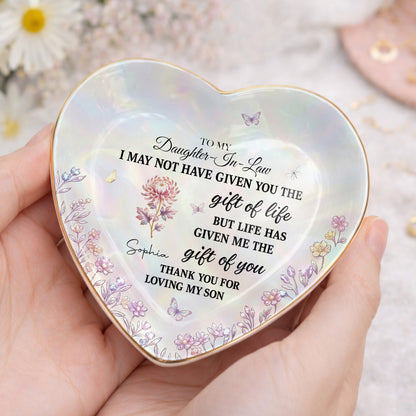 TO MY
Daughter-In-Law
I MAY NOT HAVE GIVEN YOU THE
gift of life
BUT LIFE HAS
GIVEN ME THE
gift of you
Sophia
THANK YOU FOR
LOVING MY SON